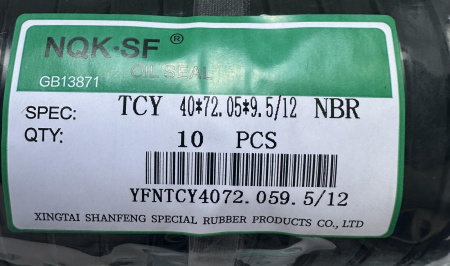 NQK·SF ®
OIL SEAL
GB13871
SPEC: TCY 40*72.05*9.5/12 NBR
QTY: 10 PCS
YFNTCY4072.059.5/12
XINGTAI SHANFENG SPECIAL RUBBER PRODUCTS CO., LTD